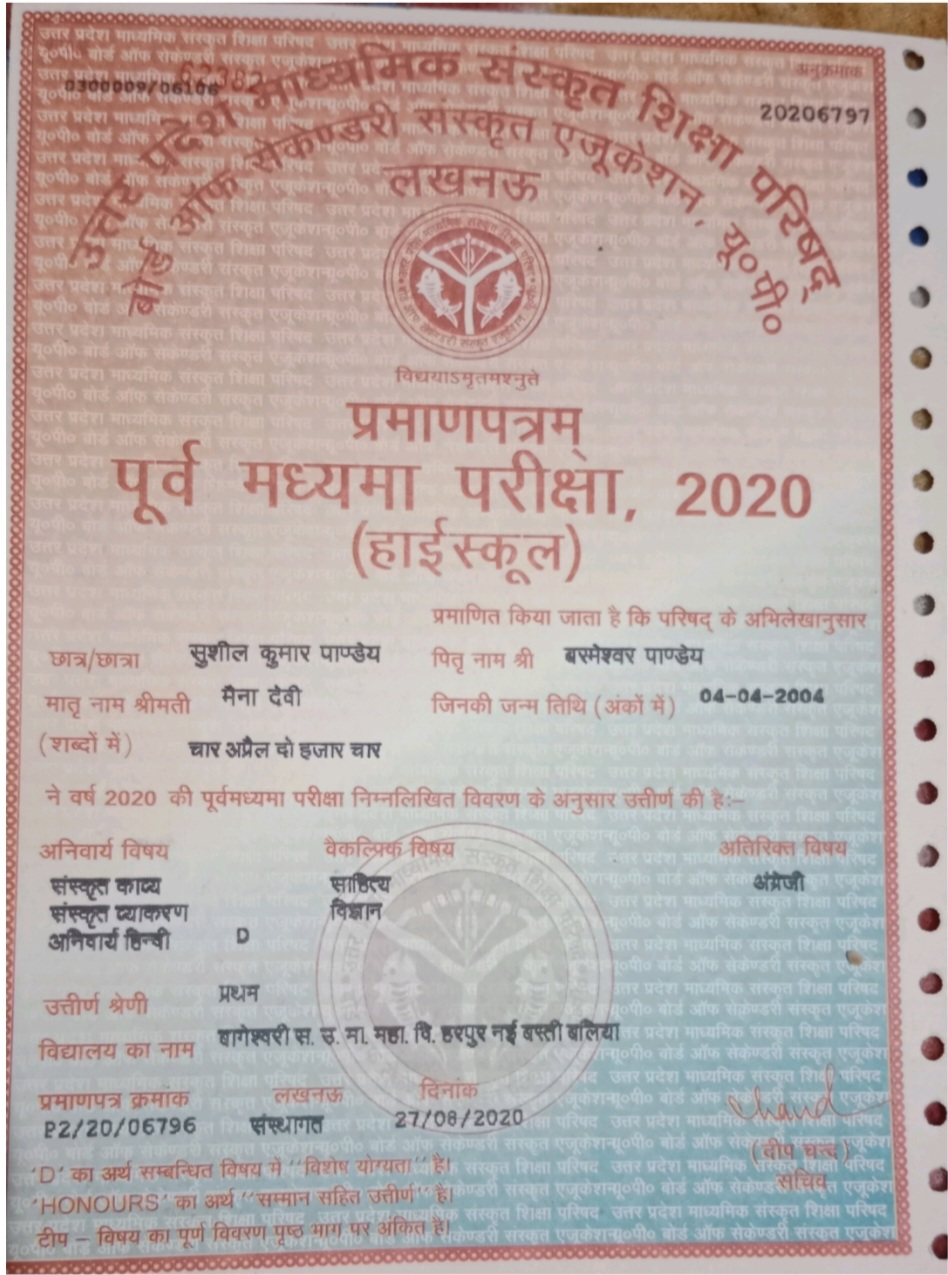 62382
0300009/06106
अनुक्रमांक
20206797
उत्तर प्रदेश माध्यमिक संस्कृत शिक्षा परिषद्
बोर्ड ऑफ सेकेण्डरी संस्कृत एजूकेशन, यू०पी०
लखनऊ
विद्ययाऽमृतमश्नुते
प्रमाणपत्रम्
पूर्व मध्यमा परीक्षा, 2020
(हाईस्कूल)
प्रमाणित किया जाता है कि परिषद् के अभिलेखानुसार
छात्र/छात्रा सुशील कुमार पाण्डेय पितृ नाम श्री बरमेश्वर पाण्डेय
मातृ नाम श्रीमती मैना देवी जिनकी जन्म तिथि (अंकों में) 04-04-2004
(शब्दों में) चार अप्रैल दो हजार चार
ने वर्ष 2020 की पूर्वमध्यमा परीक्षा निम्नलिखित विवरण के अनुसार उत्तीर्ण की है:–
अनिवार्य विषय वैकल्पिक विषय अतिरिक्त विषय
संस्कृत काव्य साहित्य अंग्रेजी
संस्कृत व्याकरण विज्ञान
अनिवार्य हिन्दी D
उत्तीर्ण श्रेणी प्रथम
विद्यालय का नाम बागेश्वरी स. उ. मा. महा. वि. हरपुर नई बस्ती बलिया
प्रमाणपत्र क्रमांक लखनऊ दिनांक
P2/20/06796 संस्थागत 27/08/2020
chand
(दीप चन्द)
सचिव
'D' का अर्थ सम्बन्धित विषय में ''विशेष योग्यता'' है।
'HONOURS' का अर्थ ''सम्मान सहित उत्तीर्ण'' है।
टीप – विषय का पूर्ण विवरण पृष्ठ भाग पर अंकित है।